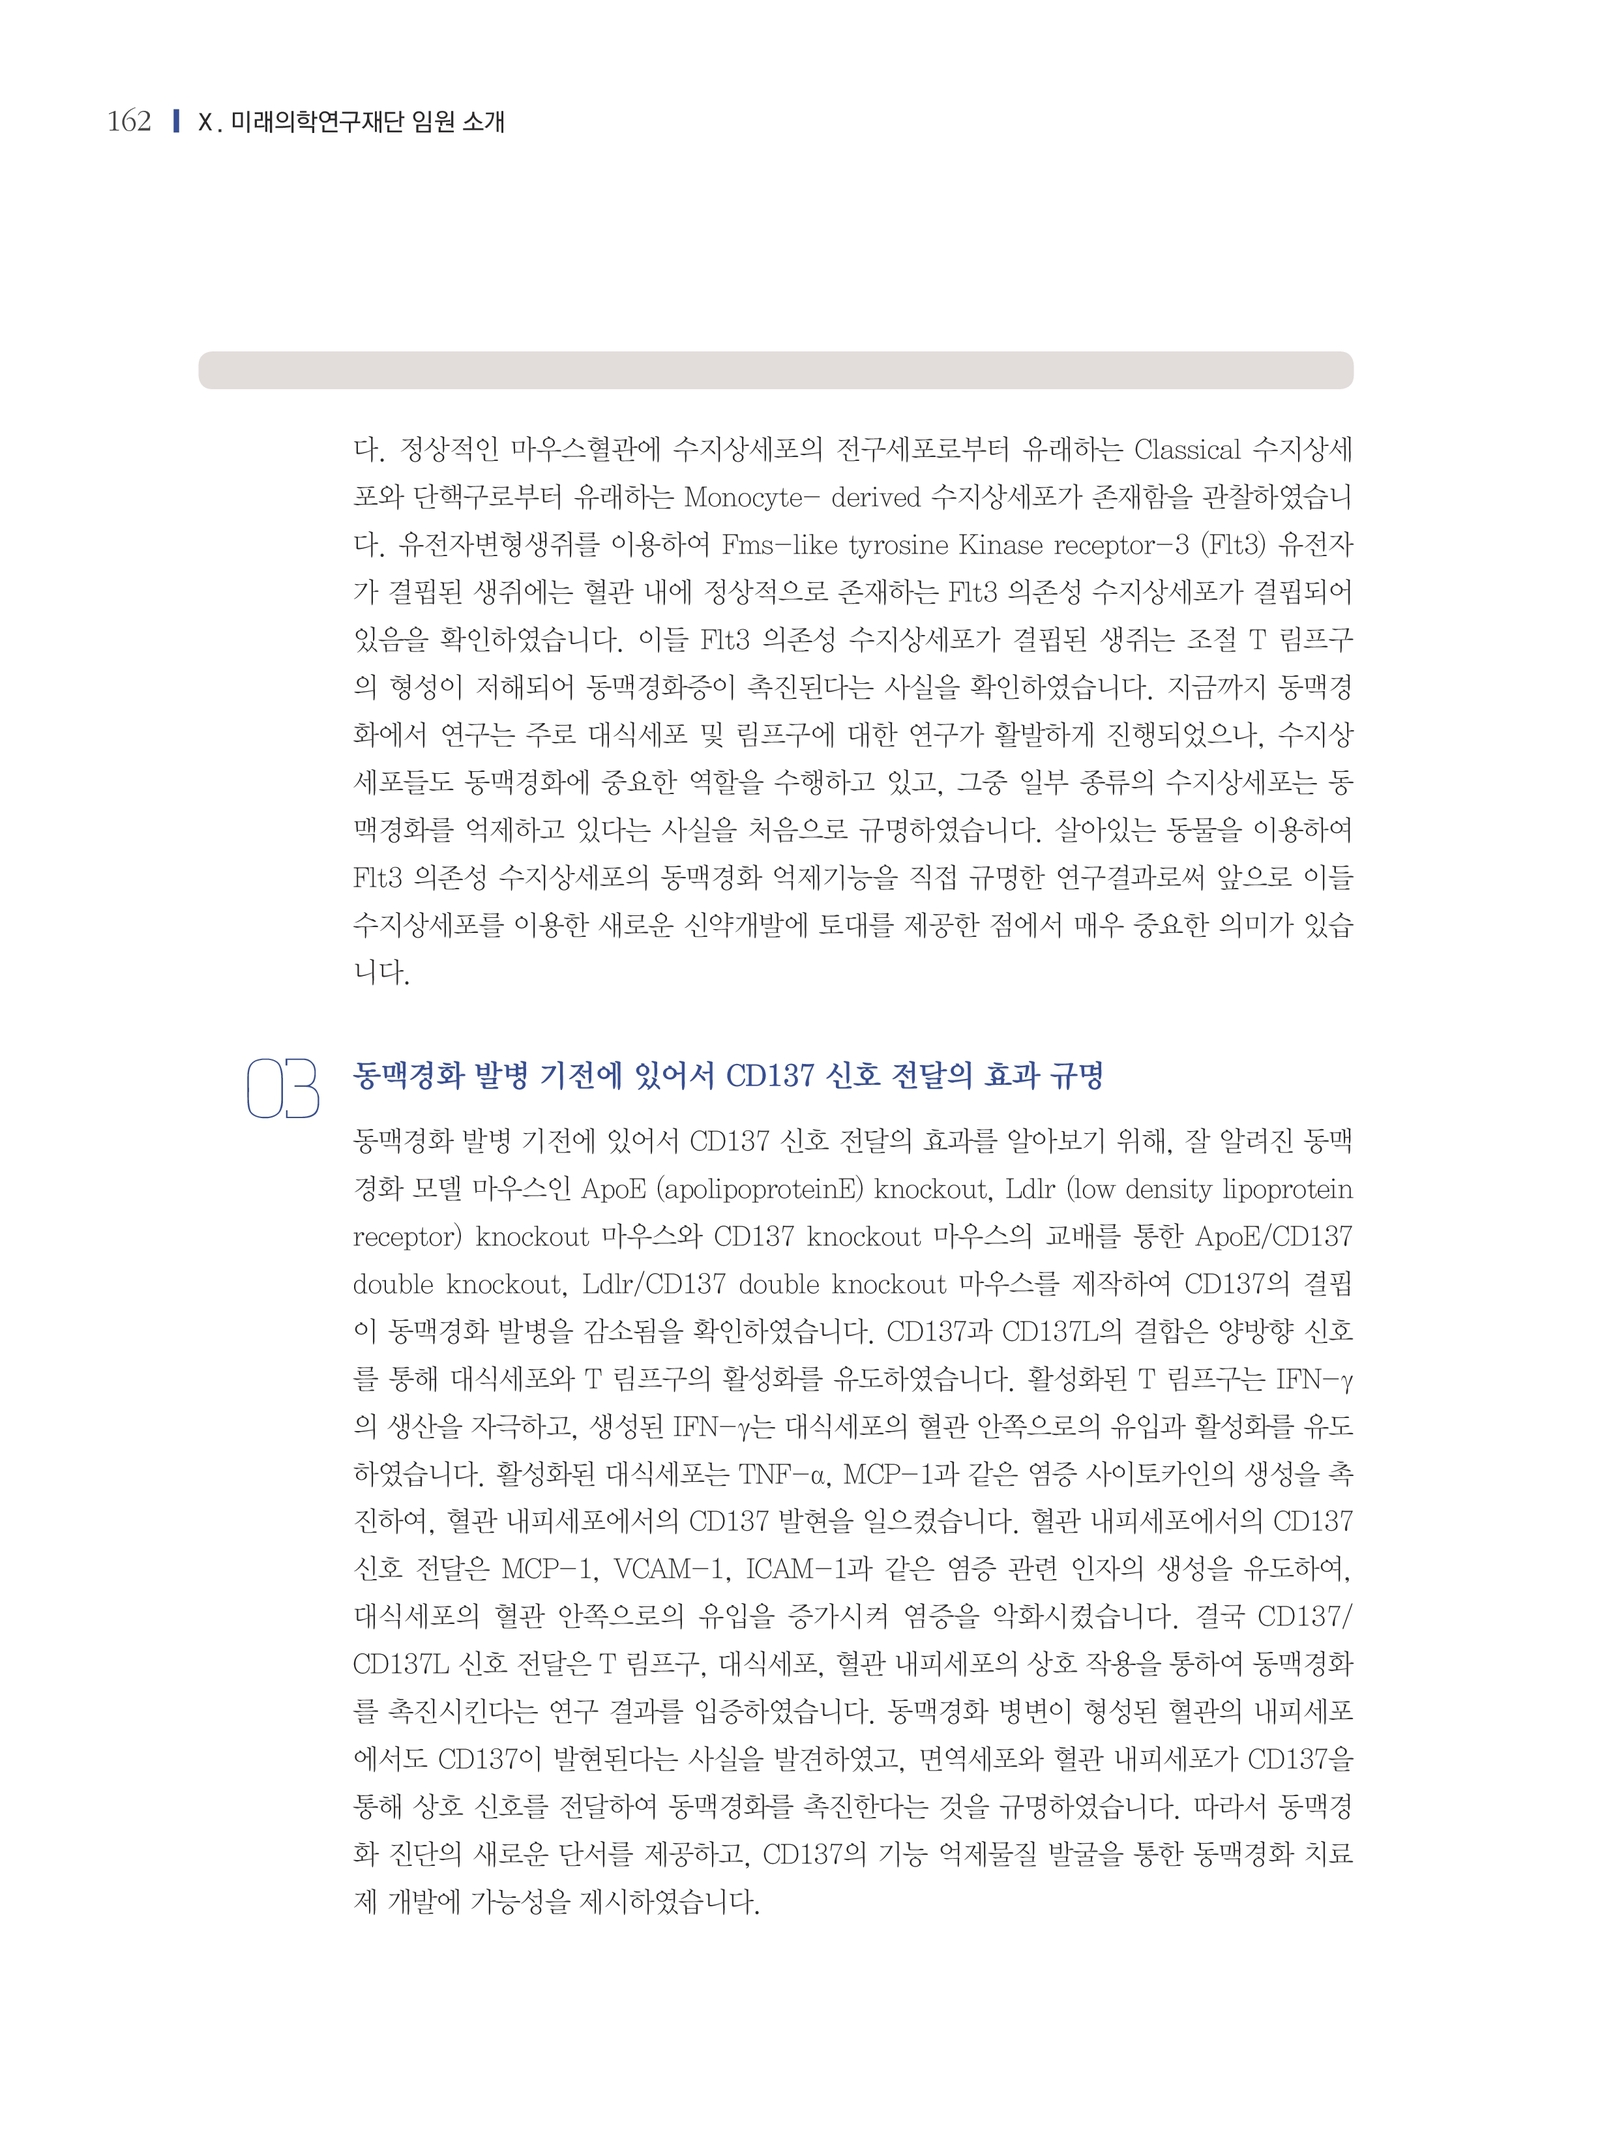 162 X. 미래의학연구재단 임원 소개
다. 정상적인 마우스혈관에 수지상세포의 전구세포로부터 유래하는 Classical 수지상세
포와 단핵구로부터 유래하는 Monocyte- derived 수지상세포가 존재함을 관찰하였습니
다. 유전자변형생쥐를 이용하여 Fms-like tyrosine Kinase receptor-3 (Flt3) 유전자
가 결핍된 생쥐에는 혈관 내에 정상적으로 존재하는 Flt3 의존성 수지상세포가 결핍되어
있음을 확인하였습니다. 이들 Flt3 의존성 수지상세포가 결핍된 생쥐는 조절 T 림프구
의 형성이 저해되어 동맥경화증이 촉진된다는 사실을 확인하였습니다. 지금까지 동맥경
화에서 연구는 주로 대식세포 및 림프구에 대한 연구가 활발하게 진행되었으나, 수지상
세포들도 동맥경화에 중요한 역할을 수행하고 있고, 그중 일부 종류의 수지상세포는 동
맥경화를 억제하고 있다는 사실을 처음으로 규명하였습니다. 살아있는 동물을 이용하여
Flt3 의존성 수지상세포의 동맥경화 억제기능을 직접 규명한 연구결과로써 앞으로 이들
수지상세포를 이용한 새로운 신약개발에 토대를 제공한 점에서 매우 중요한 의미가 있습
니다.
03 동맥경화 발병 기전에 있어서 CD137 신호 전달의 효과 규명
동맥경화 발병 기전에 있어서 CD137 신호 전달의 효과를 알아보기 위해, 잘 알려진 동맥
경화 모델 마우스인 ApoE (apolipoproteinE) knockout, Ldlr (low density lipoprotein
receptor) knockout 마우스와 CD137 knockout 마우스의 교배를 통한 ApoE/CD137
double knockout, Ldlr/CD137 double knockout 마우스를 제작하여 CD137의 결핍
이 동맥경화 발병을 감소됨을 확인하였습니다. CD137과 CD137L의 결합은 양방향 신호
를 통해 대식세포와 T 림프구의 활성화를 유도하였습니다. 활성화된 T 림프구는 IFN-γ
의 생산을 자극하고, 생성된 IFN-γ는 대식세포의 혈관 안쪽으로의 유입과 활성화를 유도
하였습니다. 활성화된 대식세포는 TNF-α, MCP-1과 같은 염증 사이토카인의 생성을 촉
진하여, 혈관 내피세포에서의 CD137 발현을 일으켰습니다. 혈관 내피세포에서의 CD137
신호 전달은 MCP-1, VCAM-1, ICAM-1과 같은 염증 관련 인자의 생성을 유도하여,
대식세포의 혈관 안쪽으로의 유입을 증가시켜 염증을 악화시켰습니다. 결국 CD137/
CD137L 신호 전달은 T 림프구, 대식세포, 혈관 내피세포의 상호 작용을 통하여 동맥경화
를 촉진시킨다는 연구 결과를 입증하였습니다. 동맥경화 병변이 형성된 혈관의 내피세포
에서도 CD137이 발현된다는 사실을 발견하였고, 면역세포와 혈관 내피세포가 CD137을
통해 상호 신호를 전달하여 동맥경화를 촉진한다는 것을 규명하였습니다. 따라서 동맥경
화 진단의 새로운 단서를 제공하고, CD137의 기능 억제물질 발굴을 통한 동맥경화 치료
제 개발에 가능성을 제시하였습니다.